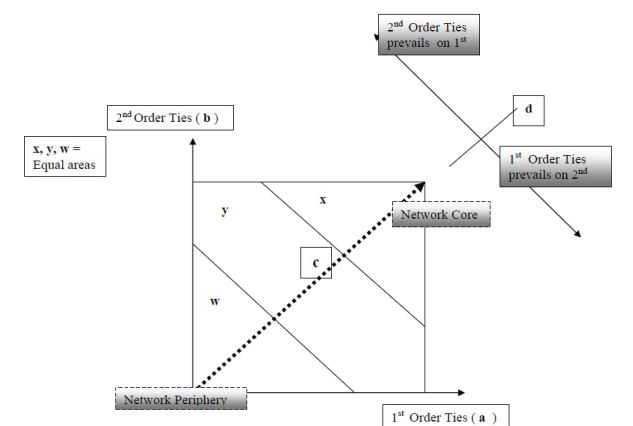 2nd Order Ties
prevails on 1st
2nd Order Ties ( b )
d
x, y, w =
Equal areas
1st Order Ties
prevails on 2nd
x
y
Network Core
c
w
Network Periphery
1st Order Ties ( a )